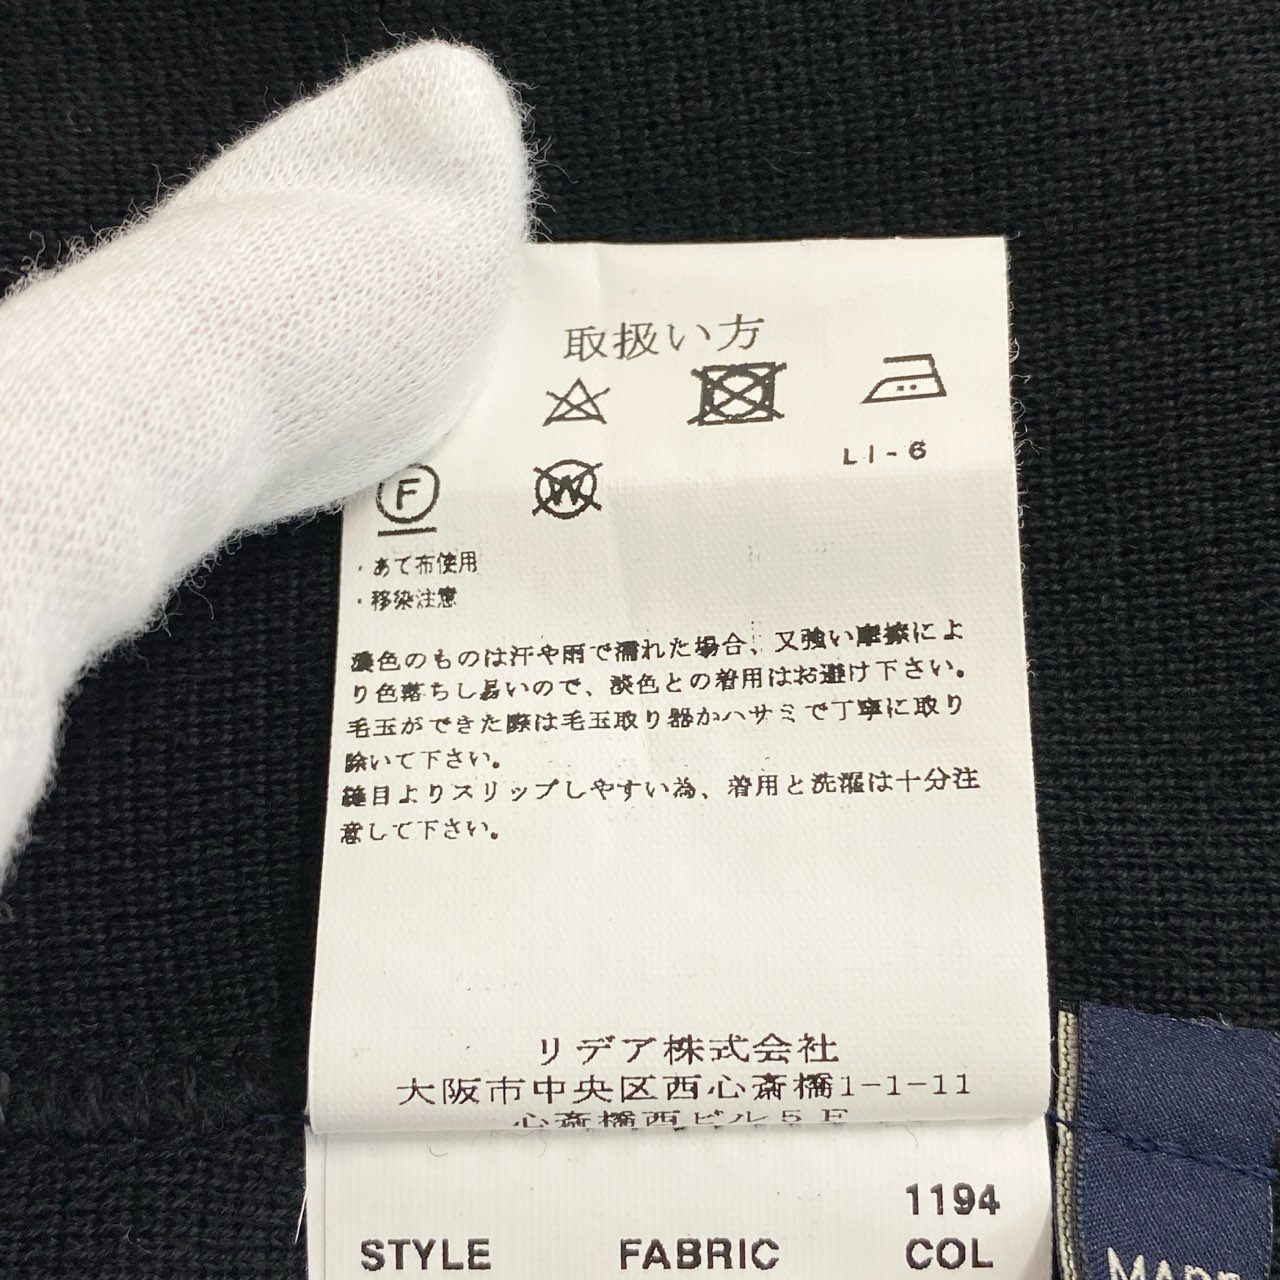 取扱い方
LI-6
F
W
・あて布使用
・移染注意
濃色のものは汗や雨で濡れた場合、又強い摩擦によ
り色落ちし易いので、淡色との着用はお避け下さい。
毛玉ができた際は毛玉取り器かハサミで丁寧に取り
除いて下さい。
縫目よりスリップしやすい為、着用と洗濯は十分注
意して下さい。
リデア株式会社
大阪市中央区西心斎橋1-1-11
心斎橋西ビル5F
1194
STYLE FABRIC COL
MADE